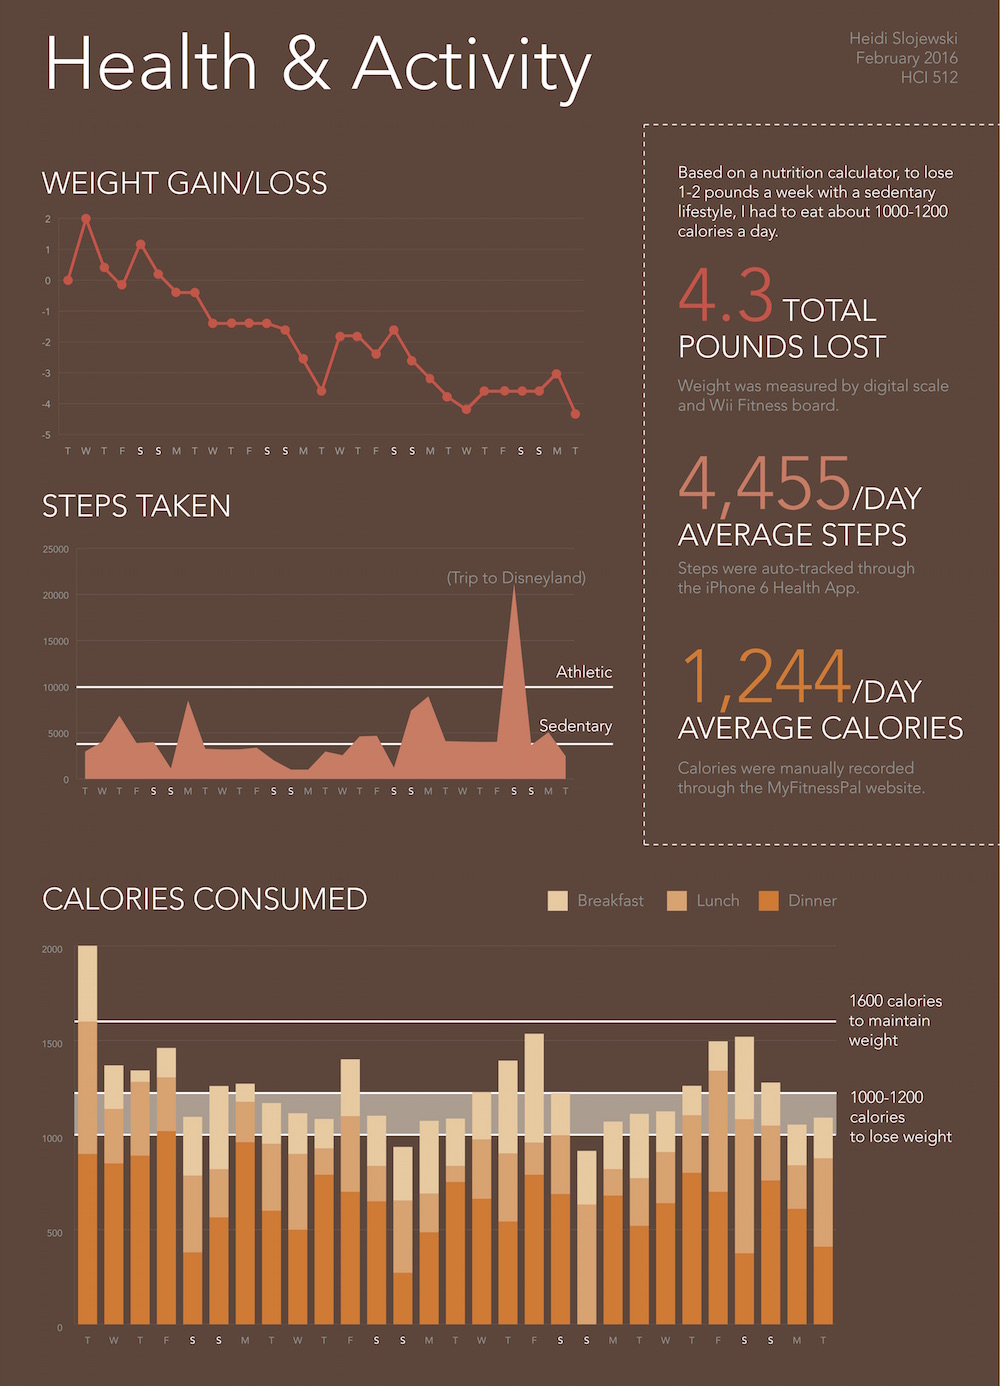 Health & Activity
Heidi Slojewski
February 2016
HCI 512
WEIGHT GAIN/LOSS
2
1
0
-1
-2
-3
-4
-5
T W T F S S M T W T F S S M T W T F S S M T W T F S S M T
STEPS TAKEN
25000
20000
15000
10000
5000
0
(Trip to Disneyland)
Athletic
Sedentary
T W T F S S M T W T F S S M T W T F S S M T W T F S S M T
Based on a nutrition calculator, to lose
1-2 pounds a week with a sedentary
lifestyle, I had to eat about 1000-1200
calories a day.
4.3 TOTAL
POUNDS LOST
Weight was measured by digital scale
and Wii Fitness board.
4,455/DAY
AVERAGE STEPS
Steps were auto-tracked through
the iPhone 6 Health App.
1,244/DAY
AVERAGE CALORIES
Calories were manually recorded
through the MyFitnessPal website.
CALORIES CONSUMED
Breakfast Lunch Dinner
2000
1500
1000
500
0
1600 calories
to maintain
weight
1000-1200
calories
to lose weight
T W T F S S M T W T F S S M T W T F S S M T W T F S S M T